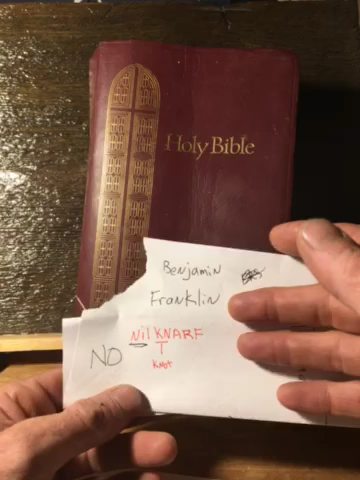 Holy Bible
Benjamin
Franklin
NilKNARF
T
NO
Knot